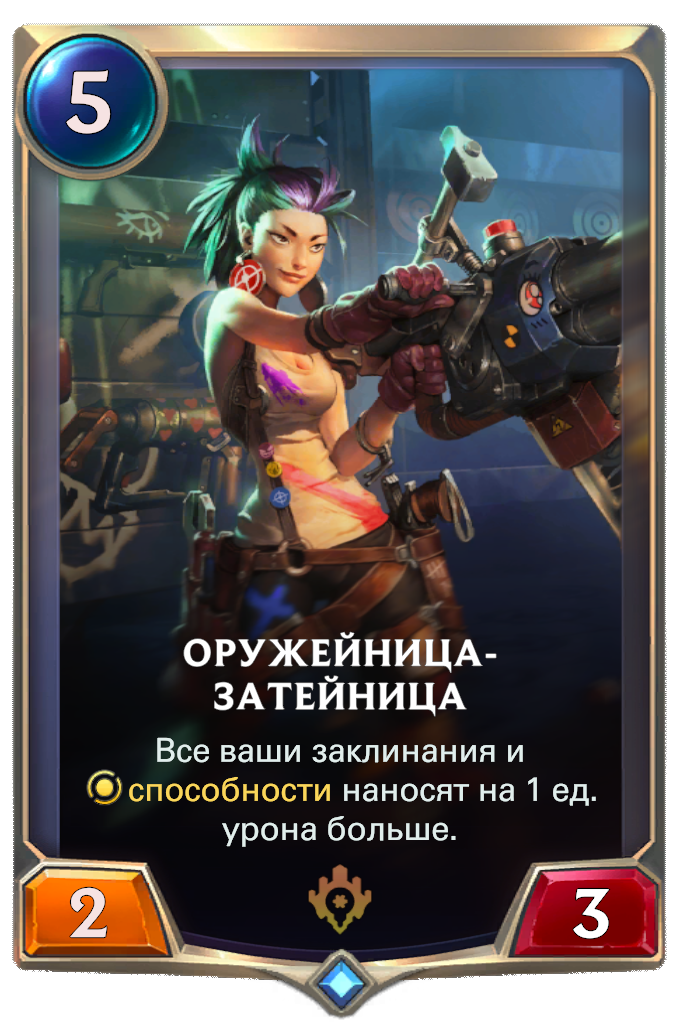 5
ОРУЖЕЙНИЦА-
ЗАТЕЙНИЦА
Все ваши заклинания и
способности наносят на 1 ед.
урона больше.
2
3